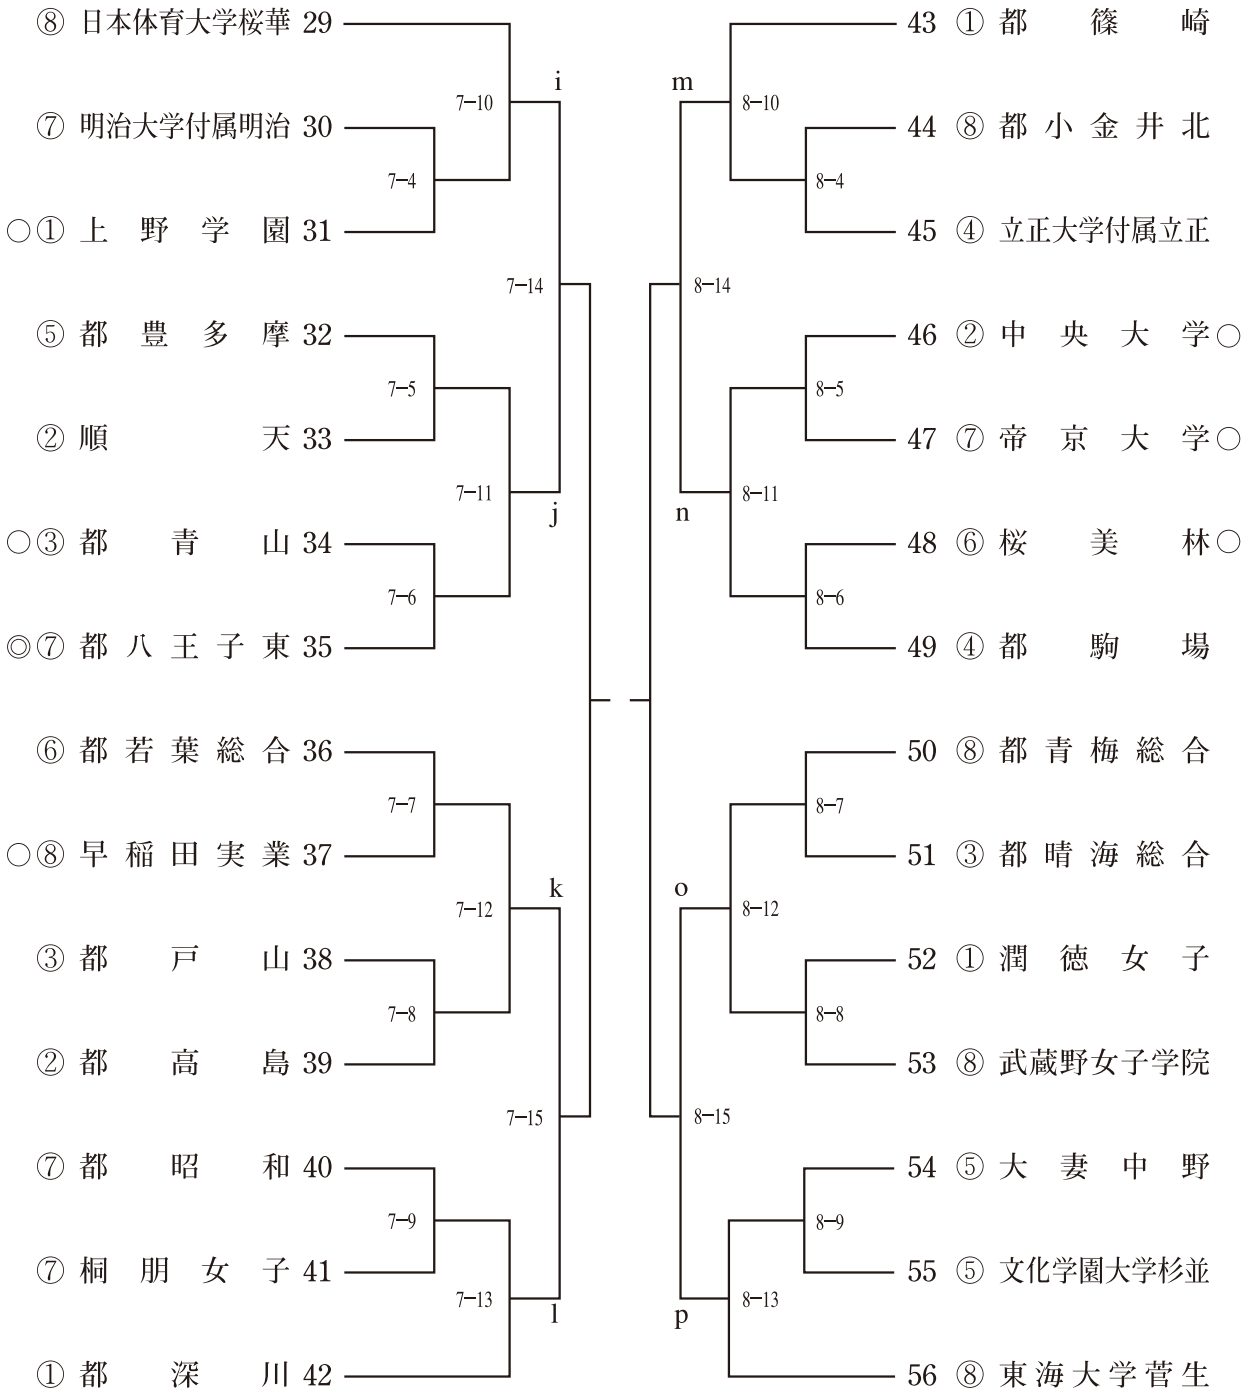 ⑧ 日本体育大学桜華 29
i
7−10
⑦ 明治大学付属明治 30
7−4
○① 上野学園 31
7−14
⑤ 都豊多摩 32
7−5
② 順天 33
7−11
j
○③ 都青山 34
7−6
◎⑦ 都八王子東 35
⑥ 都若葉総合 36
7−7
○⑧ 早稲田実業 37
k
7−12
③ 都戸山 38
7−8
② 都高島 39
7−15
⑦ 都昭和 40
7−9
⑦ 桐朋女子 41
7−13
l
① 都深川 42
43 ① 都篠崎
m
8−10
44 ⑧ 都小金井北
8−4
45 ④ 立正大学付属立正
8−14
46 ② 中央大学○
8−5
47 ⑦ 帝京大学○
8−11
n
48 ⑥ 桜美林○
8−6
49 ④ 都駒場
50 ⑧ 都青梅総合
8−7
51 ③ 都晴海総合
o
8−12
52 ① 潤徳女子
8−8
53 ⑧ 武蔵野女子学院
8−15
54 ⑤ 大妻中野
8−9
55 ⑤ 文化学園大学杉並
8−13
p
56 ⑧ 東海大学菅生